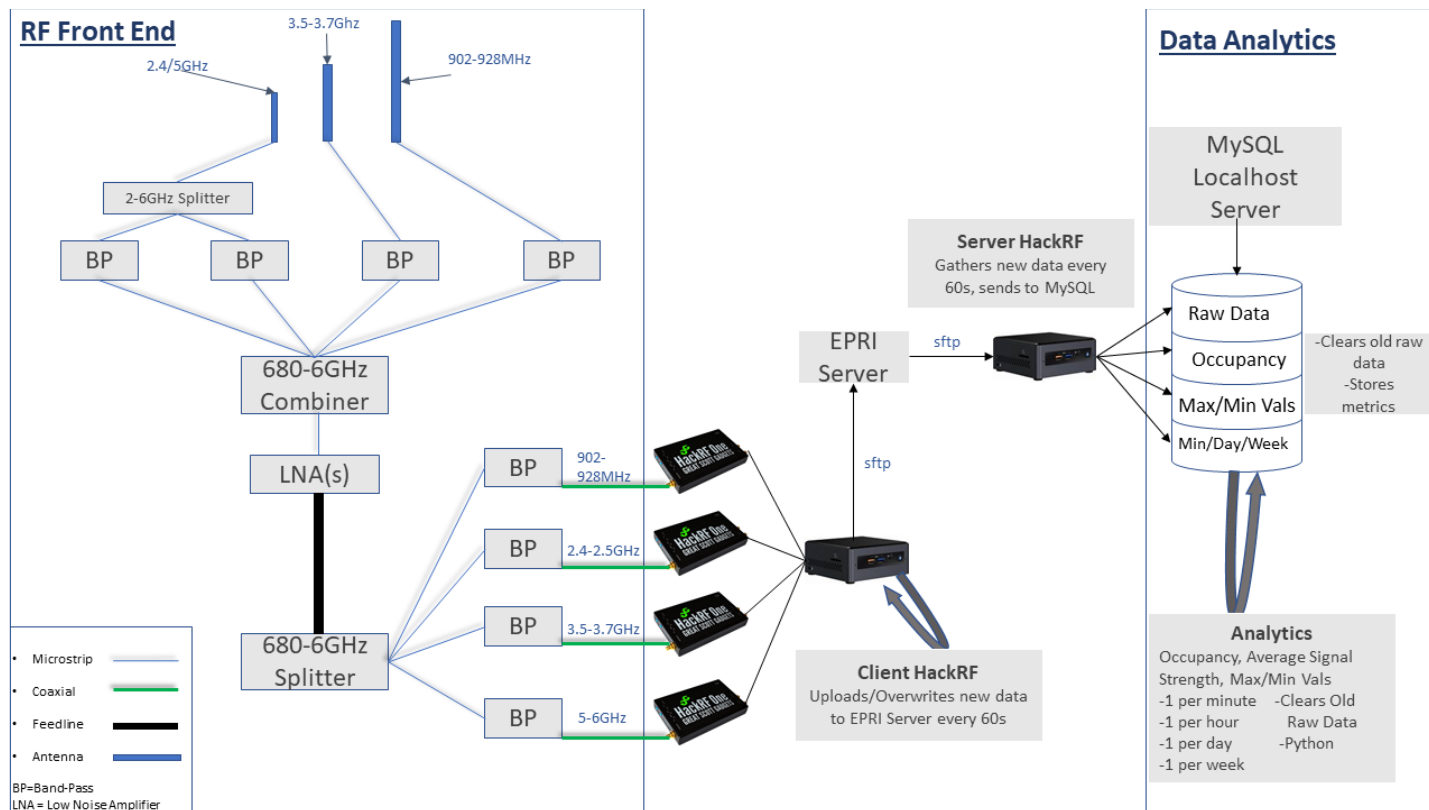 RF Front End
3.5-3.7Ghz
2.4/5GHz
902-928MHz
2-6GHz Splitter
BP
BP
BP
BP
680-6GHz
Combiner
LNA(s)
680-6GHz
Splitter
BP
902-
928MHz
BP
2.4-2.5GHz
BP
3.5-3.7GHz
BP
5-6GHz
HackRF One
GREAT SCOTT GADGETS
HackRF One
GREAT SCOTT GADGETS
HackRF One
GREAT SCOTT GADGETS
HackRF One
GREAT SCOTT GADGETS
• Microstrip
• Coaxial
• Feedline
• Antenna
BP=Band-Pass
LNA = Low Noise Amplifier
Client HackRF
Uploads/Overwrites new data
to EPRI Server every 60s
sftp
EPRI
Server
sftp
Server HackRF
Gathers new data every
60s, sends to MySQL
Data Analytics
MySQL
Localhost
Server
Raw Data
Occupancy
Max/Min Vals
Min/Day/Week
-Clears old raw
data
-Stores
metrics
Analytics
Occupancy, Average Signal
Strength, Max/Min Vals
-1 per minute -Clears Old
-1 per hour Raw Data
-1 per day -Python
-1 per week